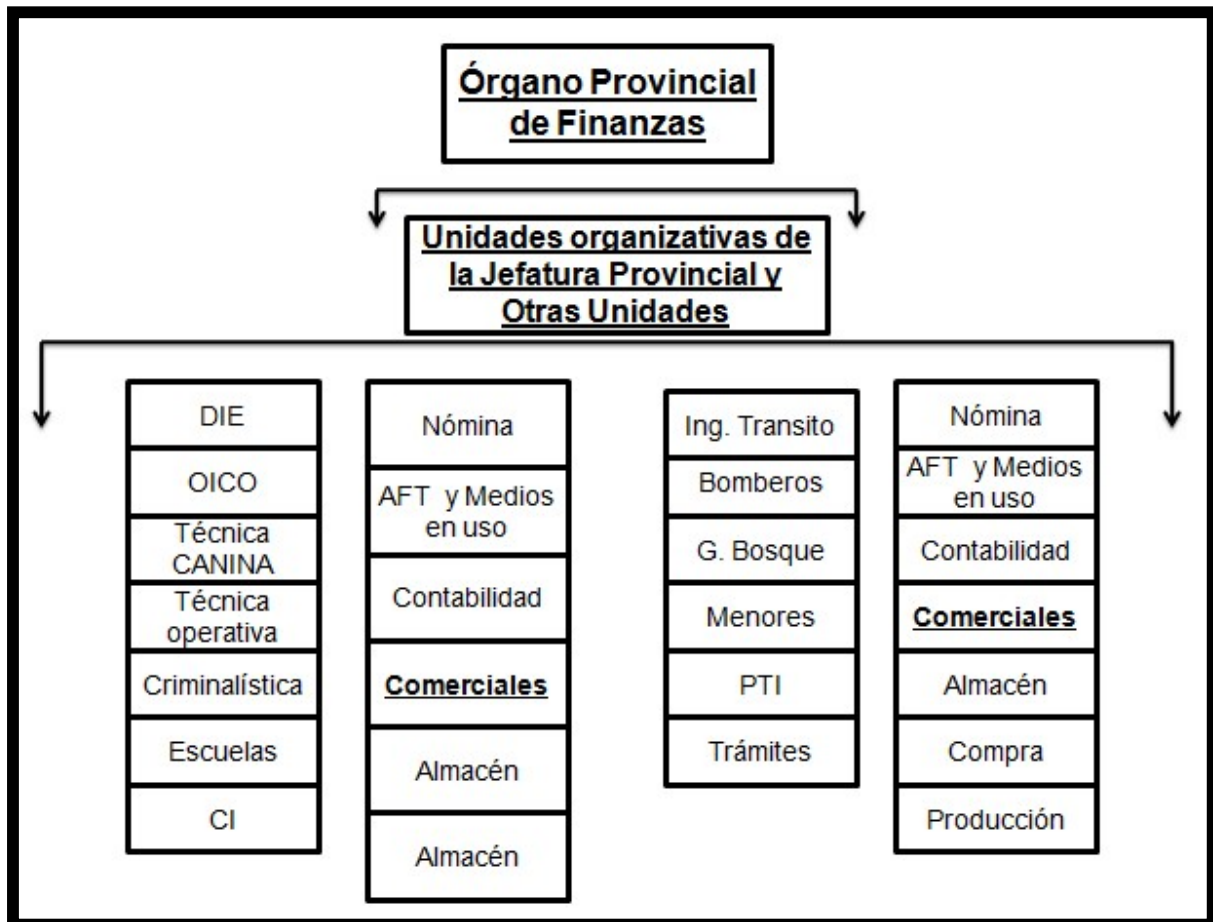 Órgano Provincial
de Finanzas
Unidades organizativas de
la Jefatura Provincial y
Otras Unidades
DIE
OICO
Técnica
CANINA
Técnica
operativa
Criminalística
Escuelas
CI
Nómina
AFT y Medios
en uso
Contabilidad
Comerciales
Almacén
Almacén
Ing. Transito
Bomberos
G. Bosque
Menores
PTI
Trámites
Nómina
AFT y Medios
en uso
Contabilidad
Comerciales
Almacén
Compra
Producción